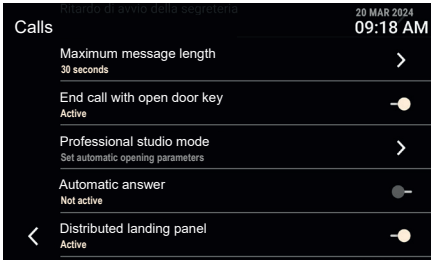 Ritardo di avvio della segreteria
20 MAR 2024
Calls
09:18 AM
Maximum message length
30 seconds
End call with open door key
Active
Professional studio mode
Set automatic opening parameters
Automatic answer
Not active
Distributed landing panel
Active